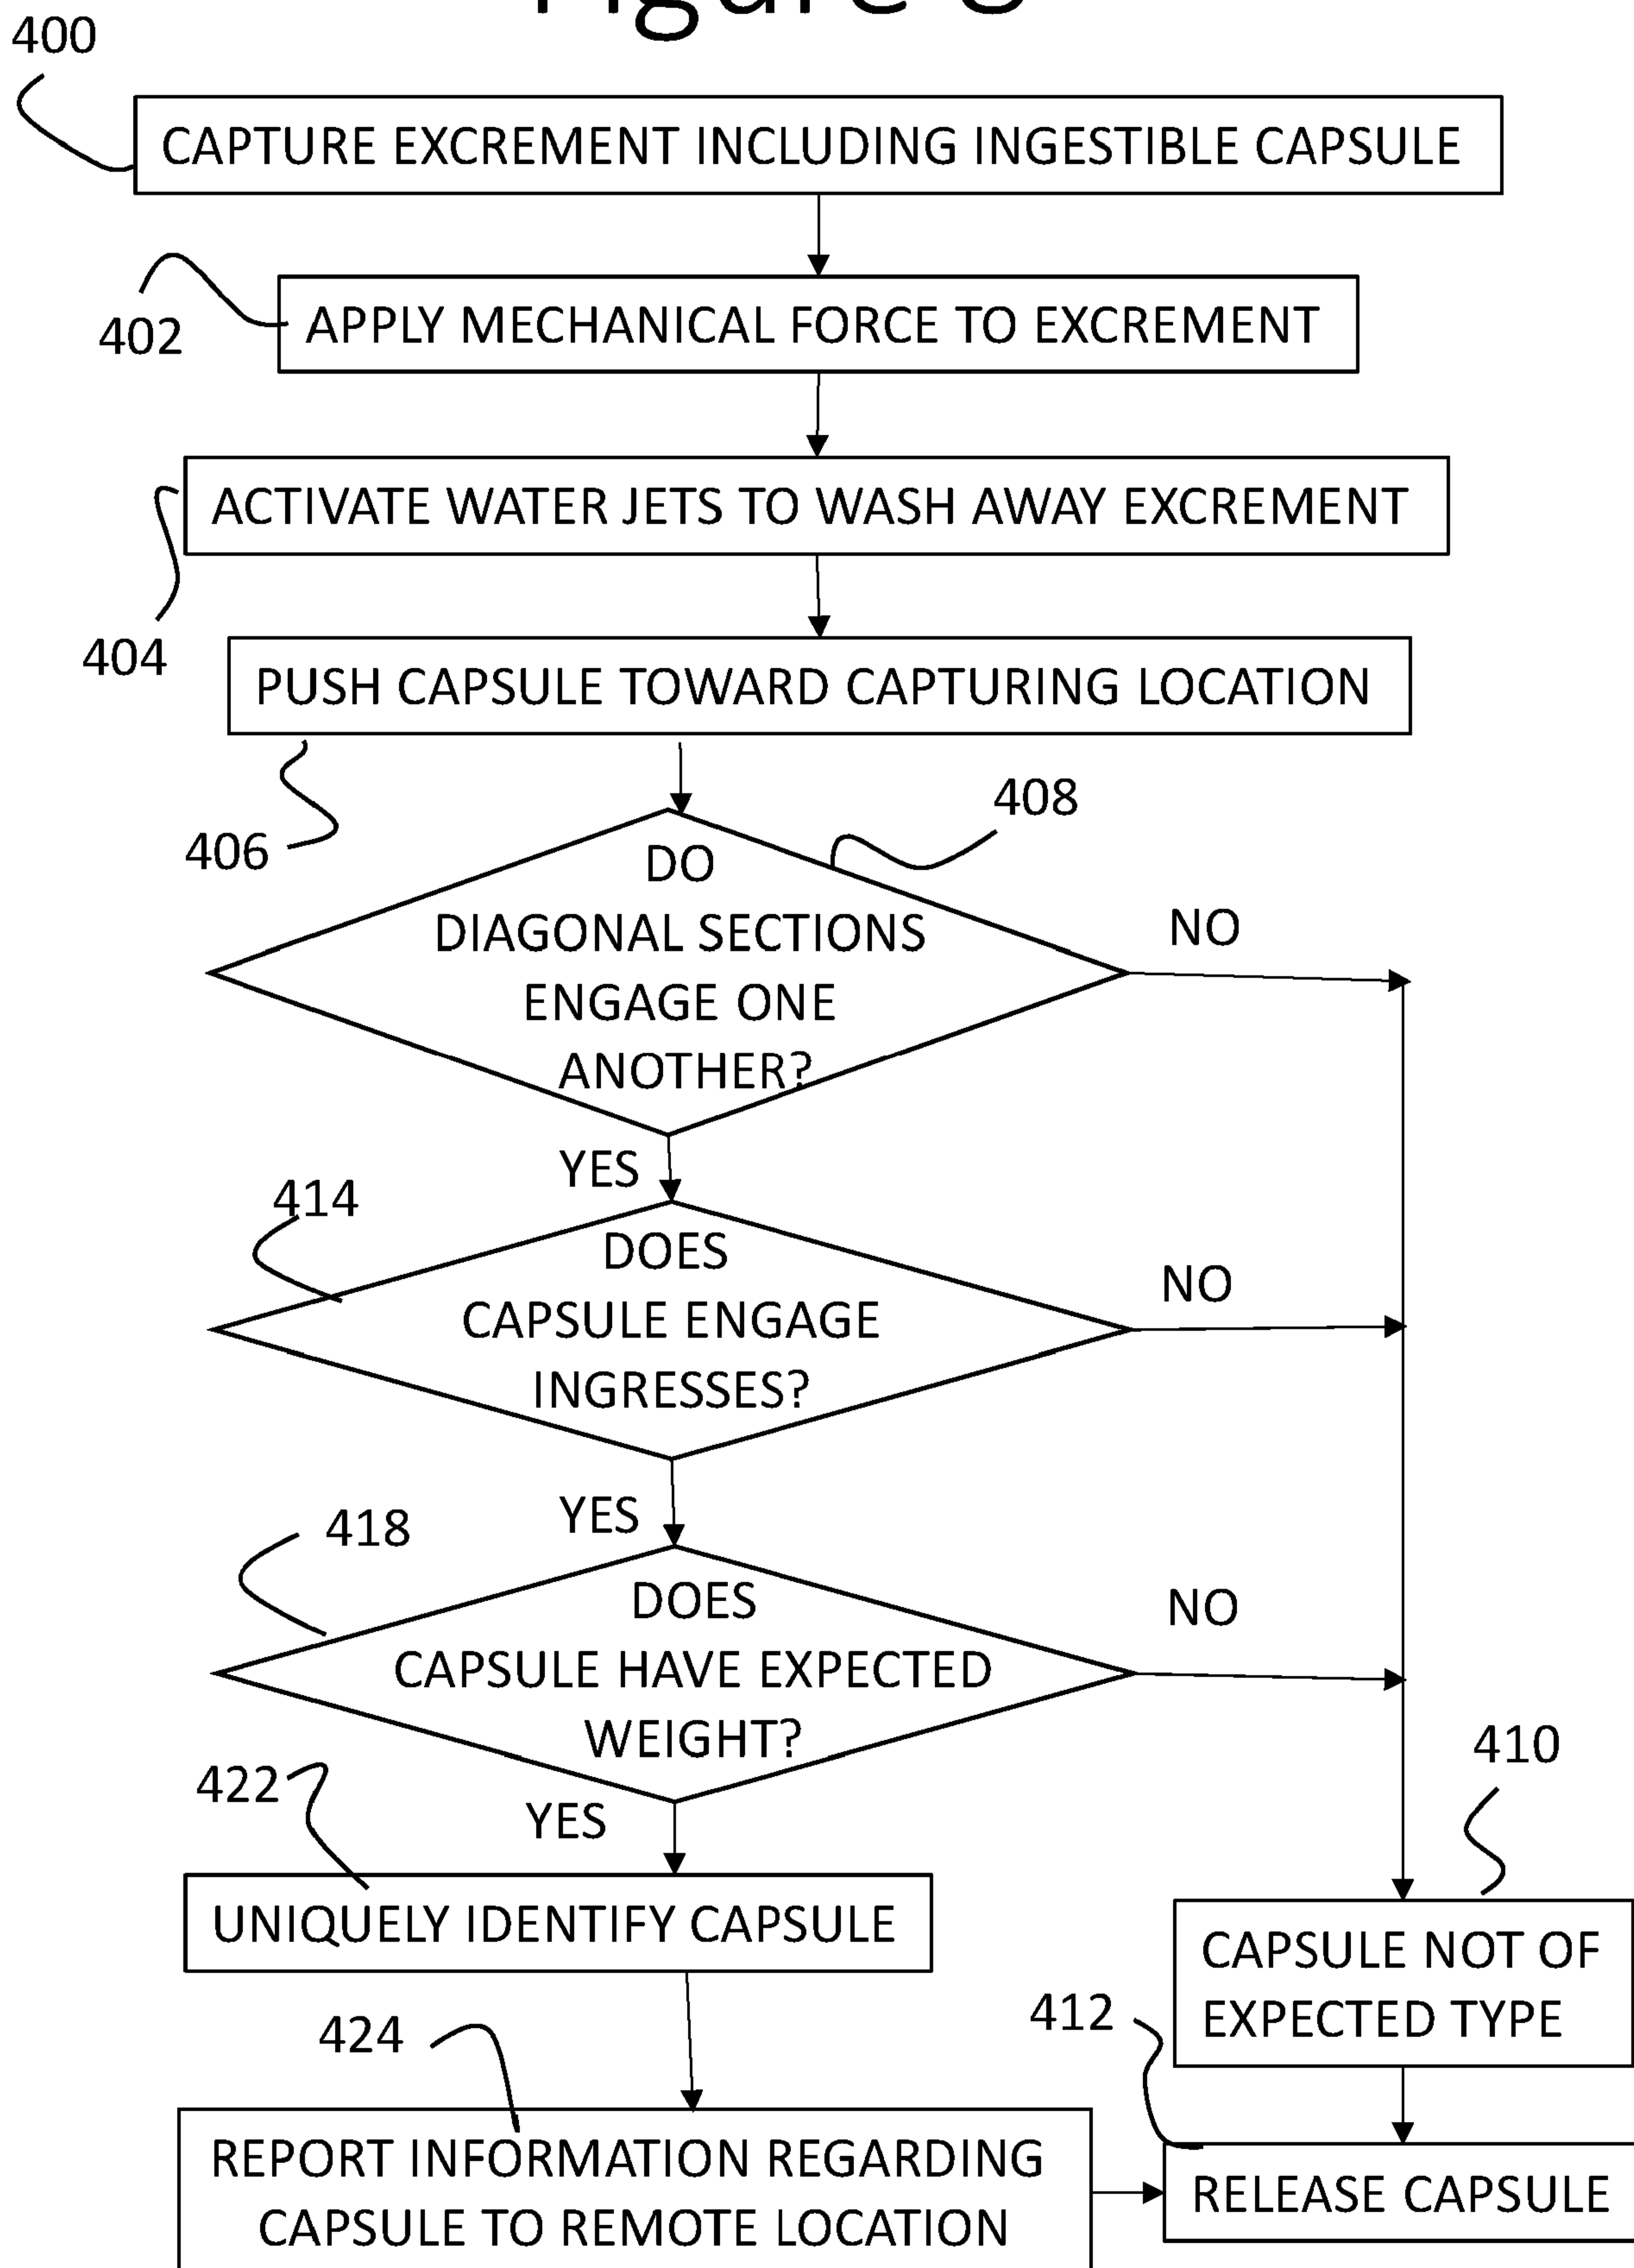 400
CAPTURE EXCREMENT INCLUDING INGESTIBLE CAPSULE
402
APPLY MECHANICAL FORCE TO EXCREMENT
ACTIVATE WATER JETS TO WASH AWAY EXCREMENT
404
PUSH CAPSULE TOWARD CAPTURING LOCATION
406
408
DO
DIAGONAL SECTIONS
ENGAGE ONE
ANOTHER?
NO
YES
414
DOES
CAPSULE ENGAGE
INGRESSES?
NO
YES
418
DOES
CAPSULE HAVE EXPECTED
WEIGHT?
NO
YES
422
UNIQUELY IDENTIFY CAPSULE
410
CAPSULE NOT OF
EXPECTED TYPE
412
424
REPORT INFORMATION REGARDING
CAPSULE TO REMOTE LOCATION
RELEASE CAPSULE